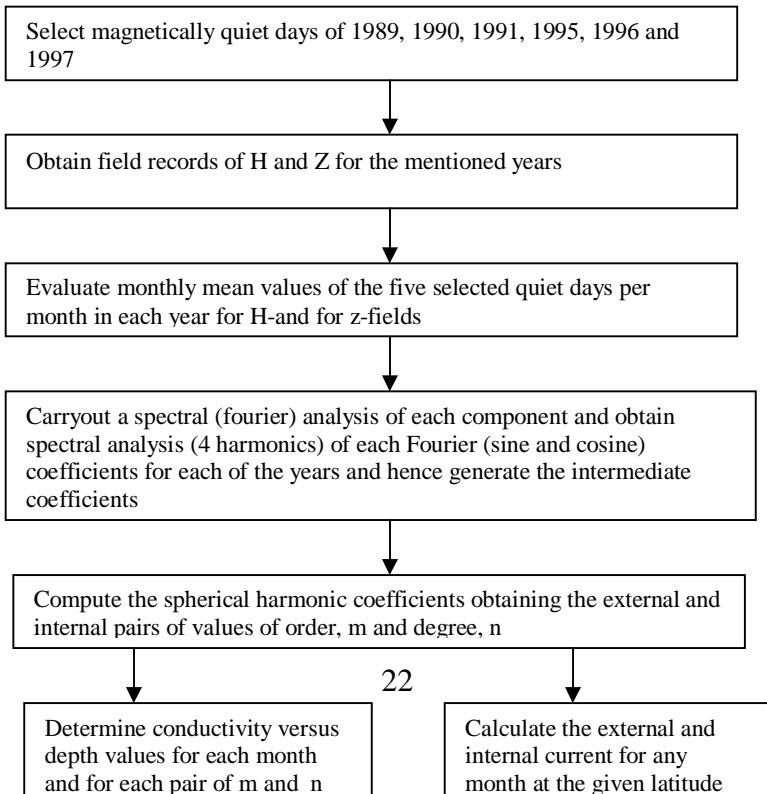 Select magnetically quiet days of 1989, 1990, 1991, 1995, 1996 and
1997
Obtain field records of H and Z for the mentioned years
Evaluate monthly mean values of the five selected quiet days per
month in each year for H-and for z-fields
Carryout a spectral (fourier) analysis of each component and obtain
spectral analysis (4 harmonics) of each Fourier (sine and cosine)
coefficients for each of the years and hence generate the intermediate
coefficients
Compute the spherical harmonic coefficients obtaining the external and
internal pairs of values of order, m and degree, n
22
Determine conductivity versus
depth values for each month
and for each pair of m and n
Calculate the external and
internal current for any
month at the given latitude